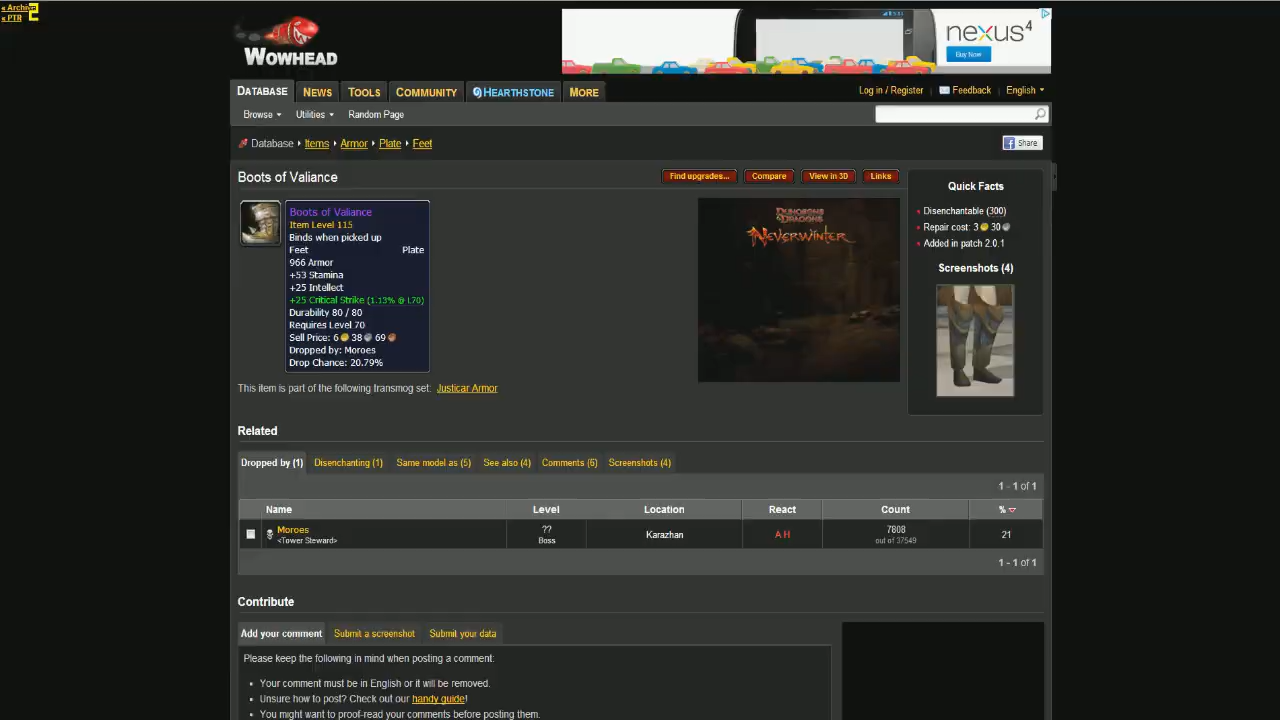 « Archiver
« PTR
WOWHEAD
nexus 4
Buy Now
DATABASE NEWS TOOLS COMMUNITY HEARTHSTONE MORE
Log in / Register Feedback English
Browse Utilities Random Page
Database Items Armor Plate Feet
Share
Boots of Valiance
Find upgrades... Compare View in 3D Links
Boots of Valiance
Item Level 115
Binds when picked up
Feet Plate
966 Armor
+53 Stamina
+25 Intellect
+25 Critical Strike (1.13% @ L70)
Durability 80 / 80
Requires Level 70
Sell Price: 6 38 69
Dropped by: Moroes
Drop Chance: 20.79%
This item is part of the following transmog set: Justicar Armor
DUNGEONS & DRAGONS
NEVERWINTER
Quick Facts
Disenchantable (300)
Repair cost: 3 30
Added in patch 2.0.1
Screenshots (4)
Related
Dropped by (1) Disenchanting (1) Same model as (5) See also (4) Comments (6) Screenshots (4)
1 - 1 of 1
Name Level Location React Count %
Moroes ?? Karazhan A H 7808 21
<Tower Steward> Boss out of 37549
1 - 1 of 1
Contribute
Add your comment Submit a screenshot Submit your data
Please keep the following in mind when posting a comment:
• Your comment must be in English or it will be removed.
• Unsure how to post? Check out our handy guide!
• You might want to proof-read your comments before posting them.